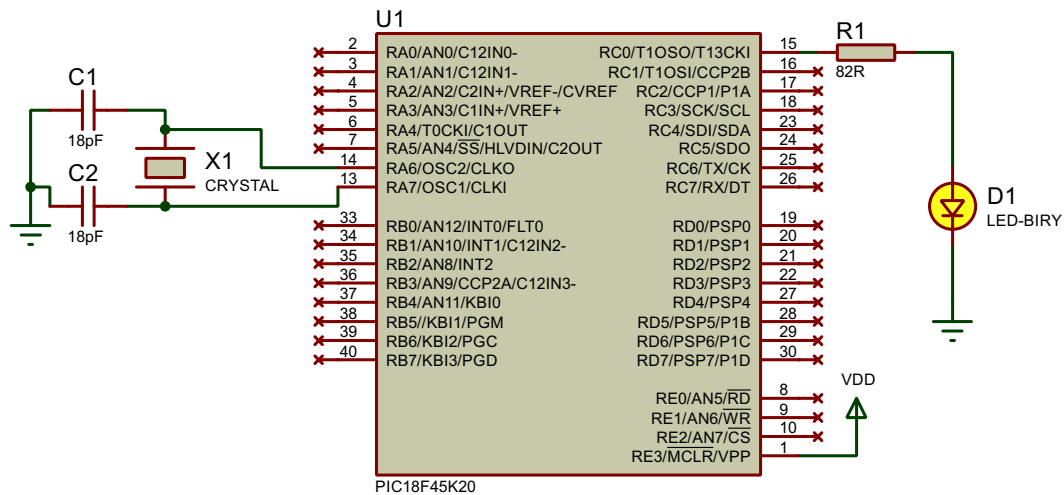 U1
2 RA0/AN0/C12IN0-
3 RA1/AN1/C12IN1-
4 RA2/AN2/C2IN+/VREF-/CVREF
5 RA3/AN3/C1IN+/VREF+
6 RA4/T0CKI/C1OUT
7 RA5/AN4/SS/HLVDIN/C2OUT
14 RA6/OSC2/CLKO
13 RA7/OSC1/CLKI
33 RB0/AN12/INT0/FLT0
34 RB1/AN10/INT1/C12IN2-
35 RB2/AN8/INT2
36 RB3/AN9/CCP2A/C12IN3-
37 RB4/AN11/KBI0
38 RB5//KBI1/PGM
39 RB6/KBI2/PGC
40 RB7/KBI3/PGD
RC0/T1OSO/T13CKI 15
RC1/T1OSI/CCP2B 16
RC2/CCP1/P1A 17
RC3/SCK/SCL 18
RC4/SDI/SDA 23
RC5/SDO 24
RC6/TX/CK 25
RC7/RX/DT 26
RD0/PSP0 19
RD1/PSP1 20
RD2/PSP2 21
RD3/PSP3 22
RD4/PSP4 27
RD5/PSP5/P1B 28
RD6/PSP6/P1C 29
RD7/PSP7/P1D 30
RE0/AN5/RD 8
RE1/AN6/WR 9
RE2/AN7/CS 10
RE3/MCLR/VPP 1
PIC18F45K20
C1
18pF
C2
18pF
X1
CRYSTAL
R1
82R
D1
LED-BIRY
VDD